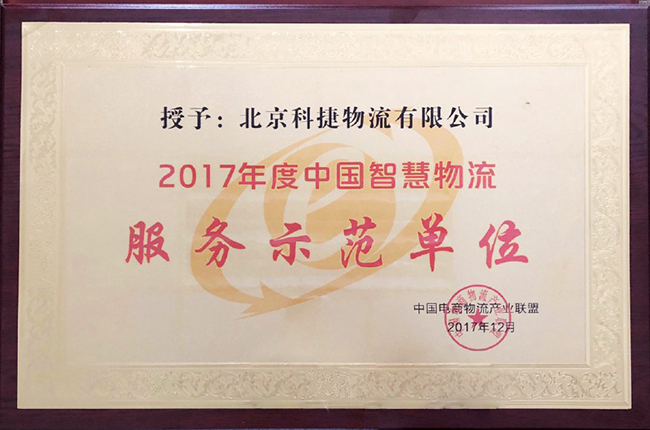 授予：北京科捷物流有限公司
2017年度中国智慧物流
服务示范单位
中国电商物流产业联盟
2017年12月